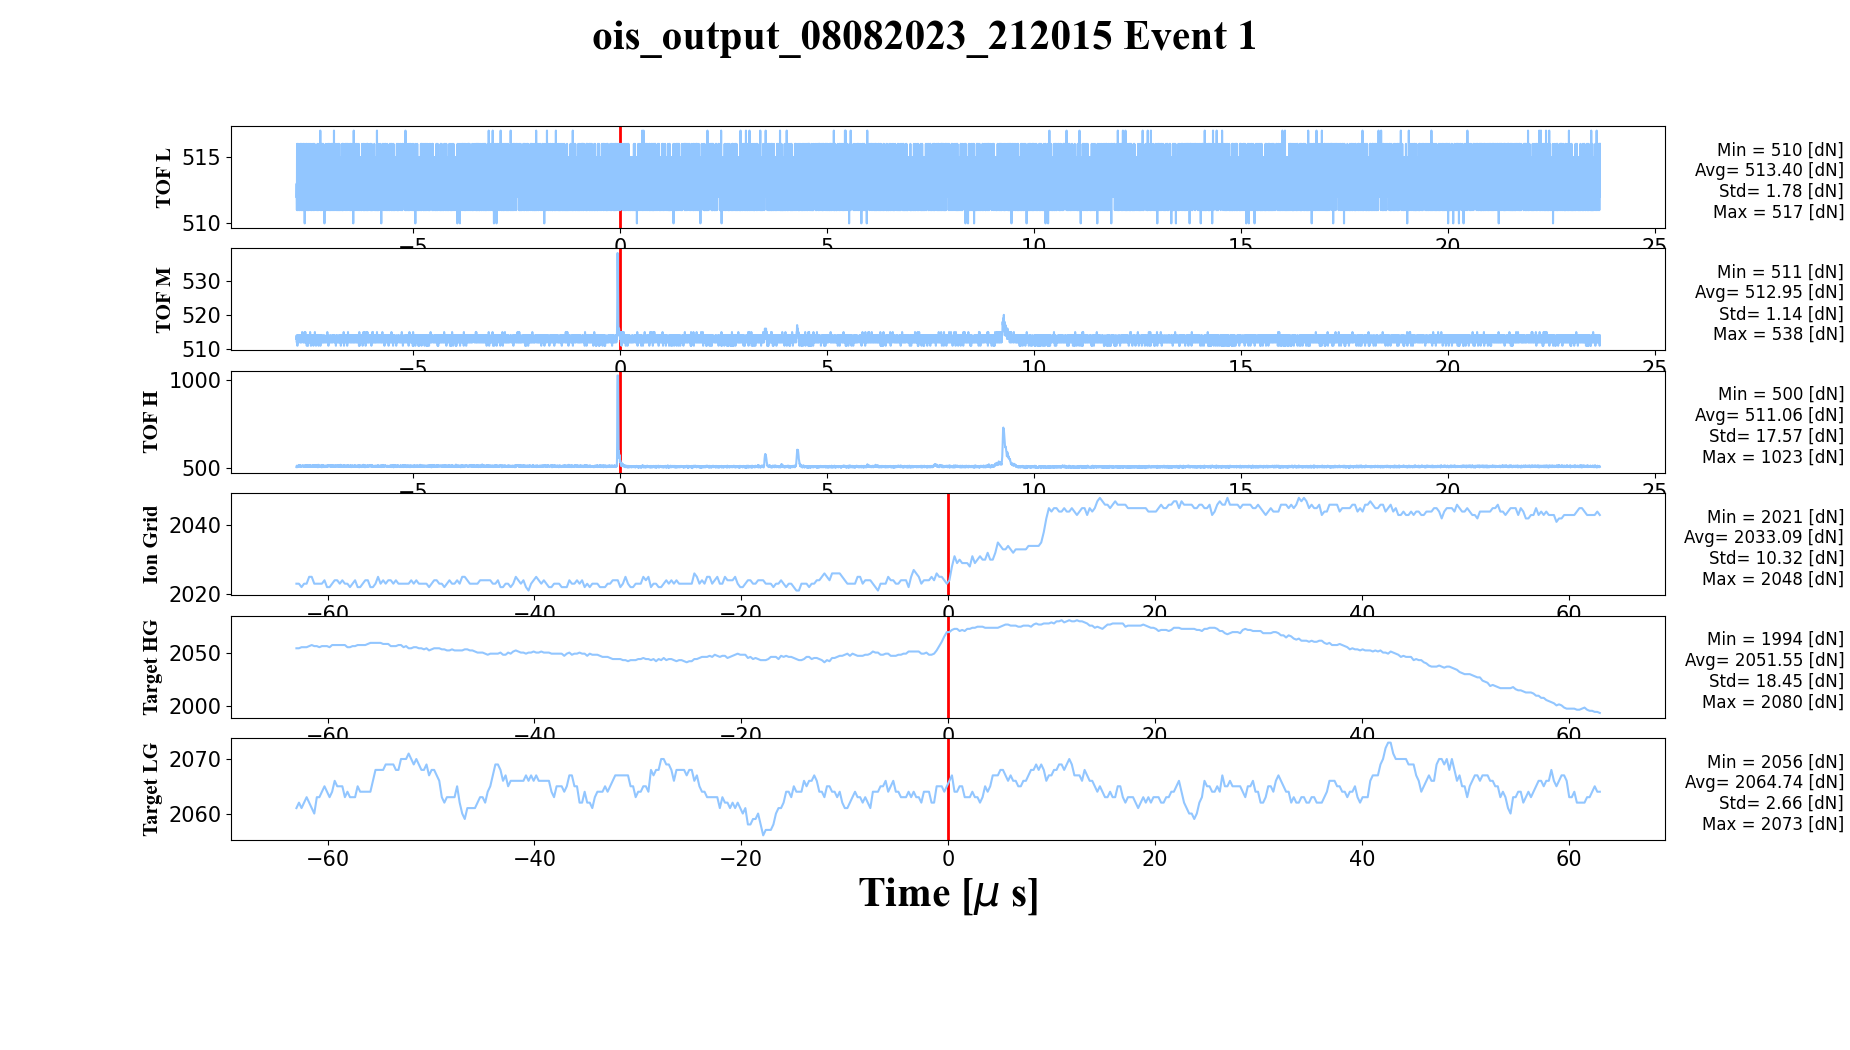 ois_output_08082023_212015 Event 1
TOF L
515
510
−5
0
5
10
15
20
25
Min = 510 [dN]
Avg= 513.40 [dN]
Std= 1.78 [dN]
Max = 517 [dN]
TOF M
530
520
510
−5
0
5
10
15
20
25
Min = 511 [dN]
Avg= 512.95 [dN]
Std= 1.14 [dN]
Max = 538 [dN]
TOF H
1000
500
−5
0
5
10
15
20
25
Min = 500 [dN]
Avg= 511.06 [dN]
Std= 17.57 [dN]
Max = 1023 [dN]
Ion Grid
2040
2020
−60
−40
−20
0
20
40
60
Min = 2021 [dN]
Avg= 2033.09 [dN]
Std= 10.32 [dN]
Max = 2048 [dN]
Target HG
2050
2000
−60
−40
−20
0
20
40
60
Min = 1994 [dN]
Avg= 2051.55 [dN]
Std= 18.45 [dN]
Max = 2080 [dN]
Target LG
2070
2060
−60
−40
−20
0
20
40
60
Min = 2056 [dN]
Avg= 2064.74 [dN]
Std= 2.66 [dN]
Max = 2073 [dN]
Time [μ s]